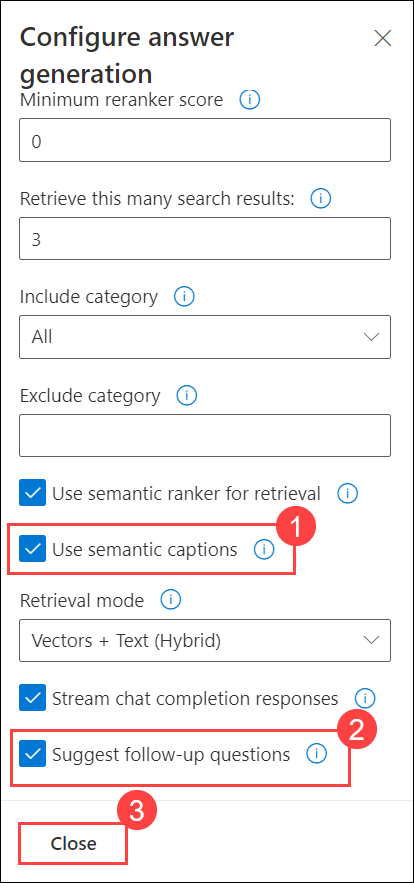 Configure answer
generation
Minimum reranker score
0
Retrieve this many search results:
3
Include category
All
Exclude category
Use semantic ranker for retrieval
1
Use semantic captions
Retrieval mode
Vectors + Text (Hybrid)
Stream chat completion responses
2
Suggest follow-up questions
3
Close